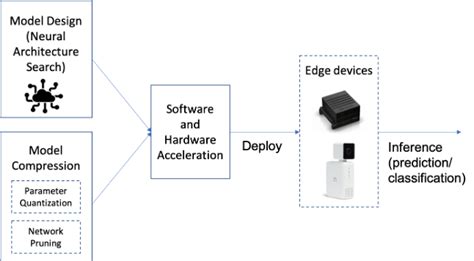 Model Design
(Neural
Architecture
Search)
Model
Compression
Parameter
Quantization
Network
Pruning
Software
and
Hardware
Acceleration
Deploy
Edge devices
Inference
(prediction/
classification)